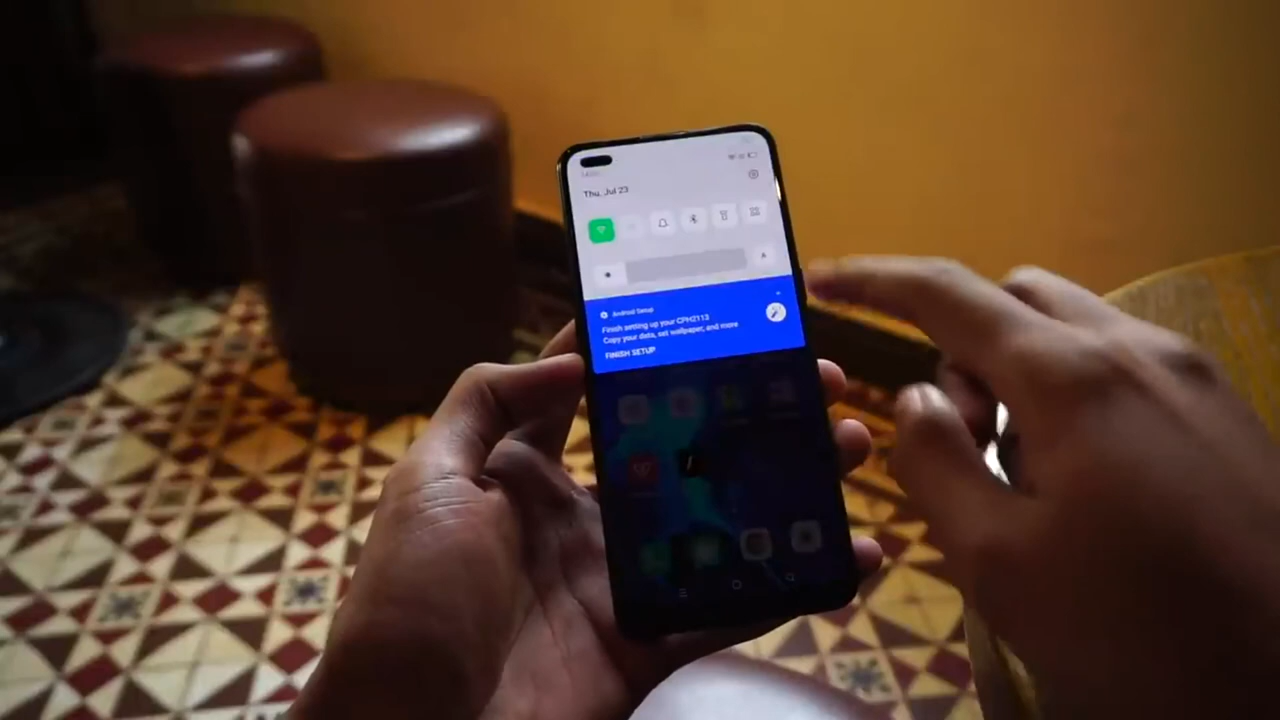 Thu, Jul 23
Android Setup
Finish setting up your CPH2113
Copy your data, set wallpaper, and more
FINISH SETUP